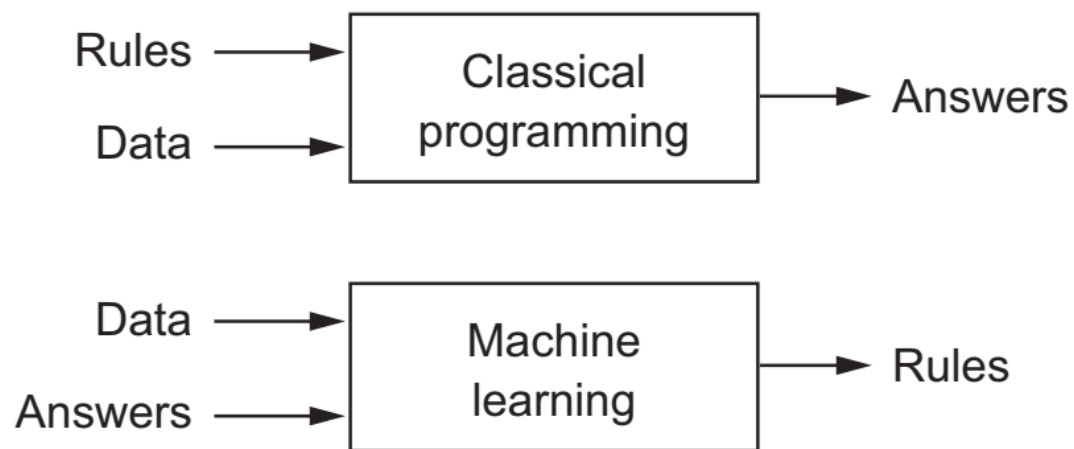 Rules
Data
Classical
programming
Answers
Data
Answers
Machine
learning
Rules